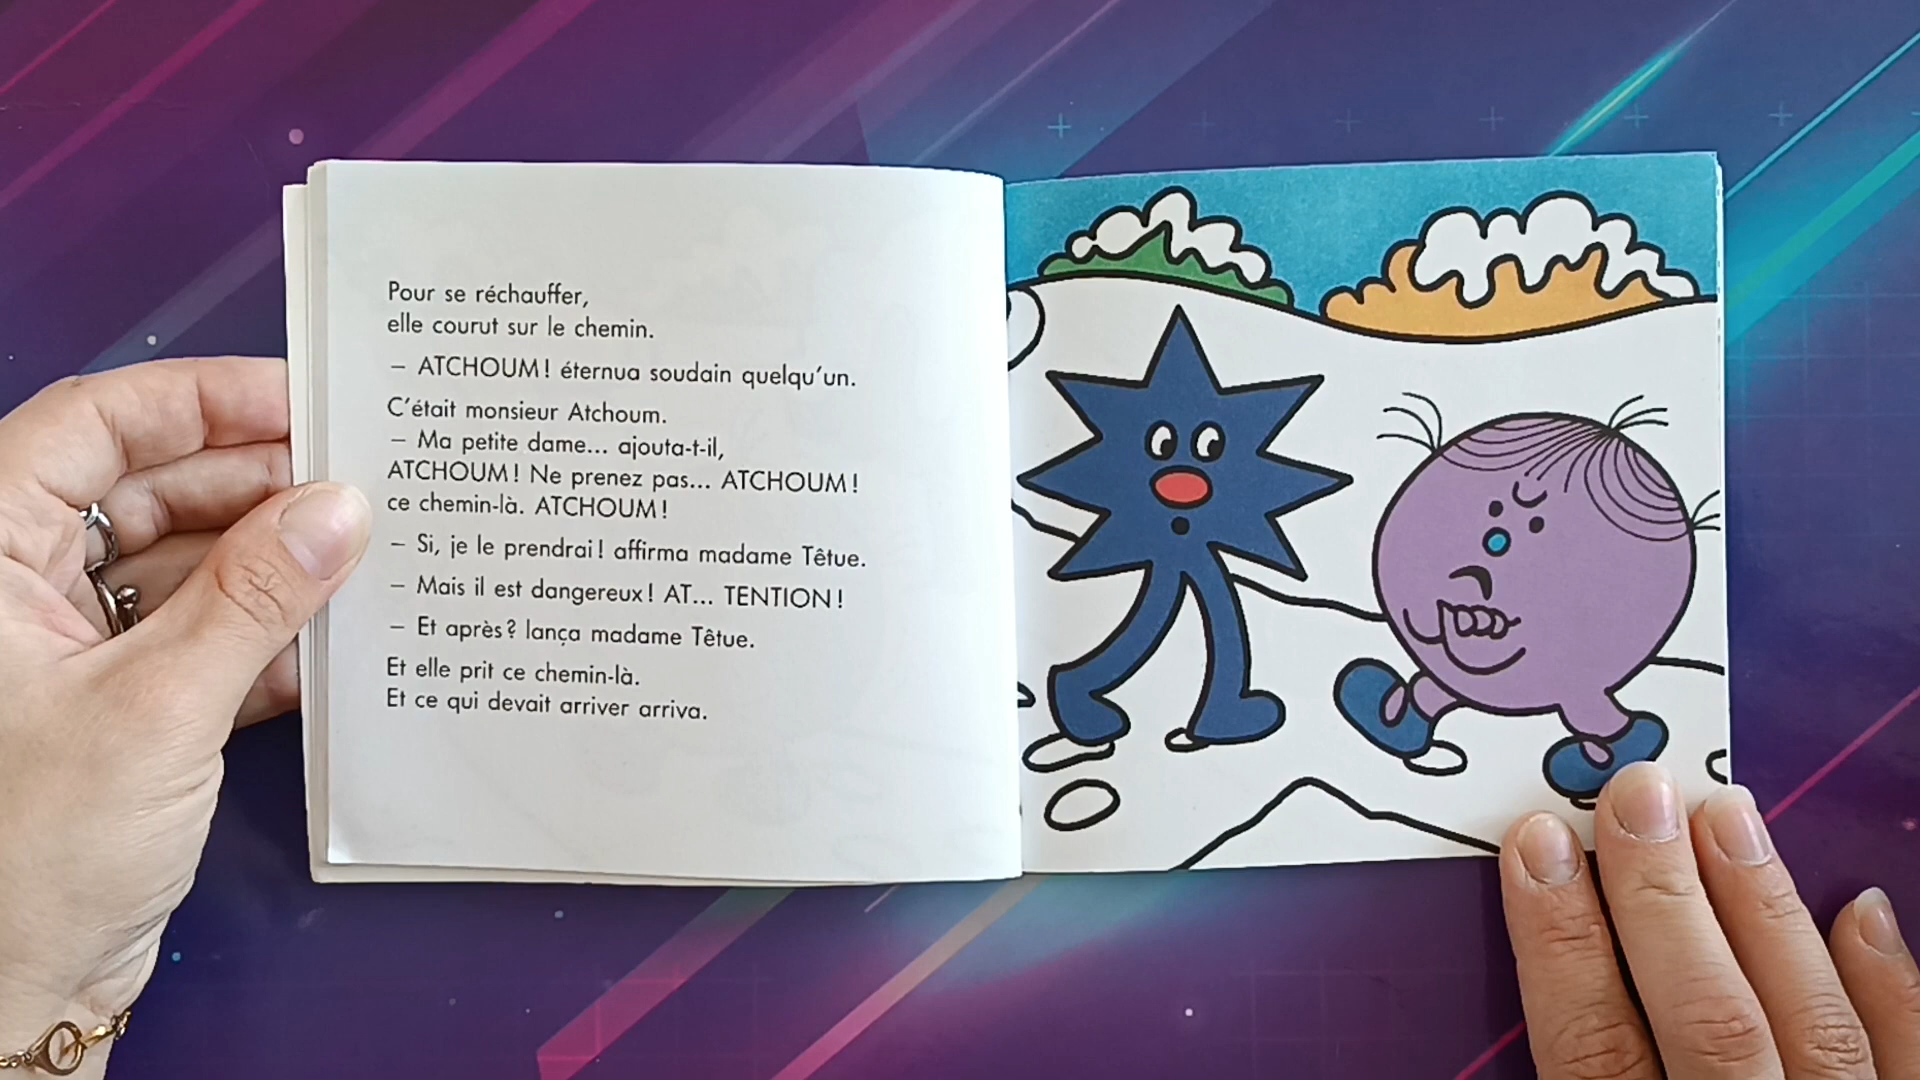 Pour se réchauffer,
elle courut sur le chemin.
– ATCHOUM! éternua soudain quelqu'un.
C'était monsieur Atchoum.
– Ma petite dame... ajouta-t-il,
ATCHOUM! Ne prenez pas... ATCHOUM!
ce chemin-là. ATCHOUM!
– Si, je le prendrai! affirma madame Têtue.
– Mais il est dangereux! AT... TENTION!
– Et après? lança madame Têtue.
Et elle prit ce chemin-là.
Et ce qui devait arriver arriva.